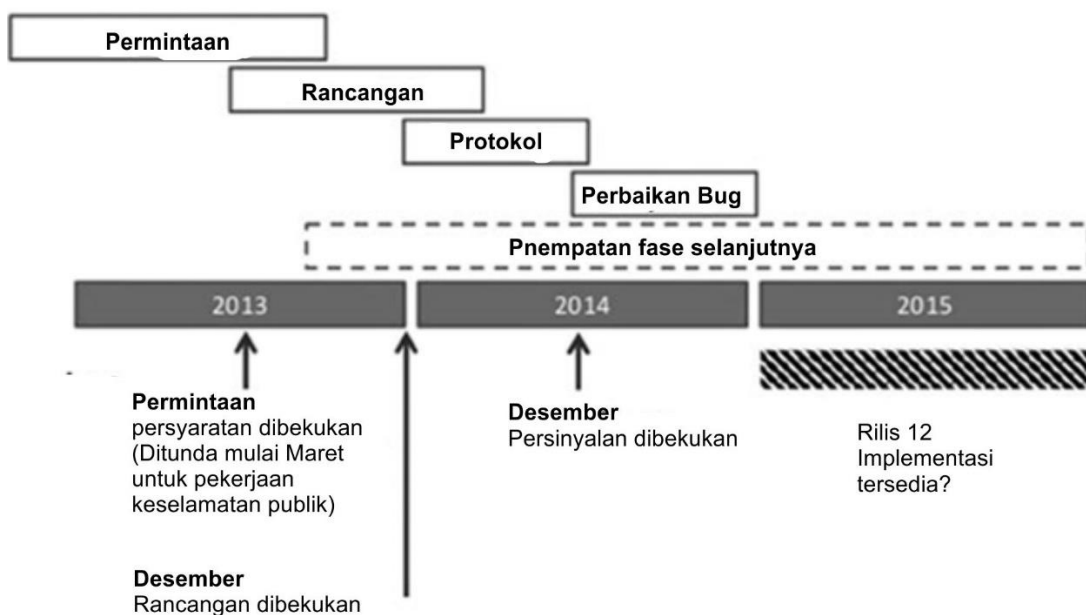 Permintaan
Rancangan
Protokol
Perbaikan Bug
Pnempatan fase selanjutnya
2013
2014
2015
Permintaan
persyaratan dibekukan
(Ditunda mulai Maret
untuk pekerjaan
keselamatan publik)
Desember
Persinyalan dibekukan
Rilis 12
Implementasi
tersedia?
Desember
Rancangan dibekukan